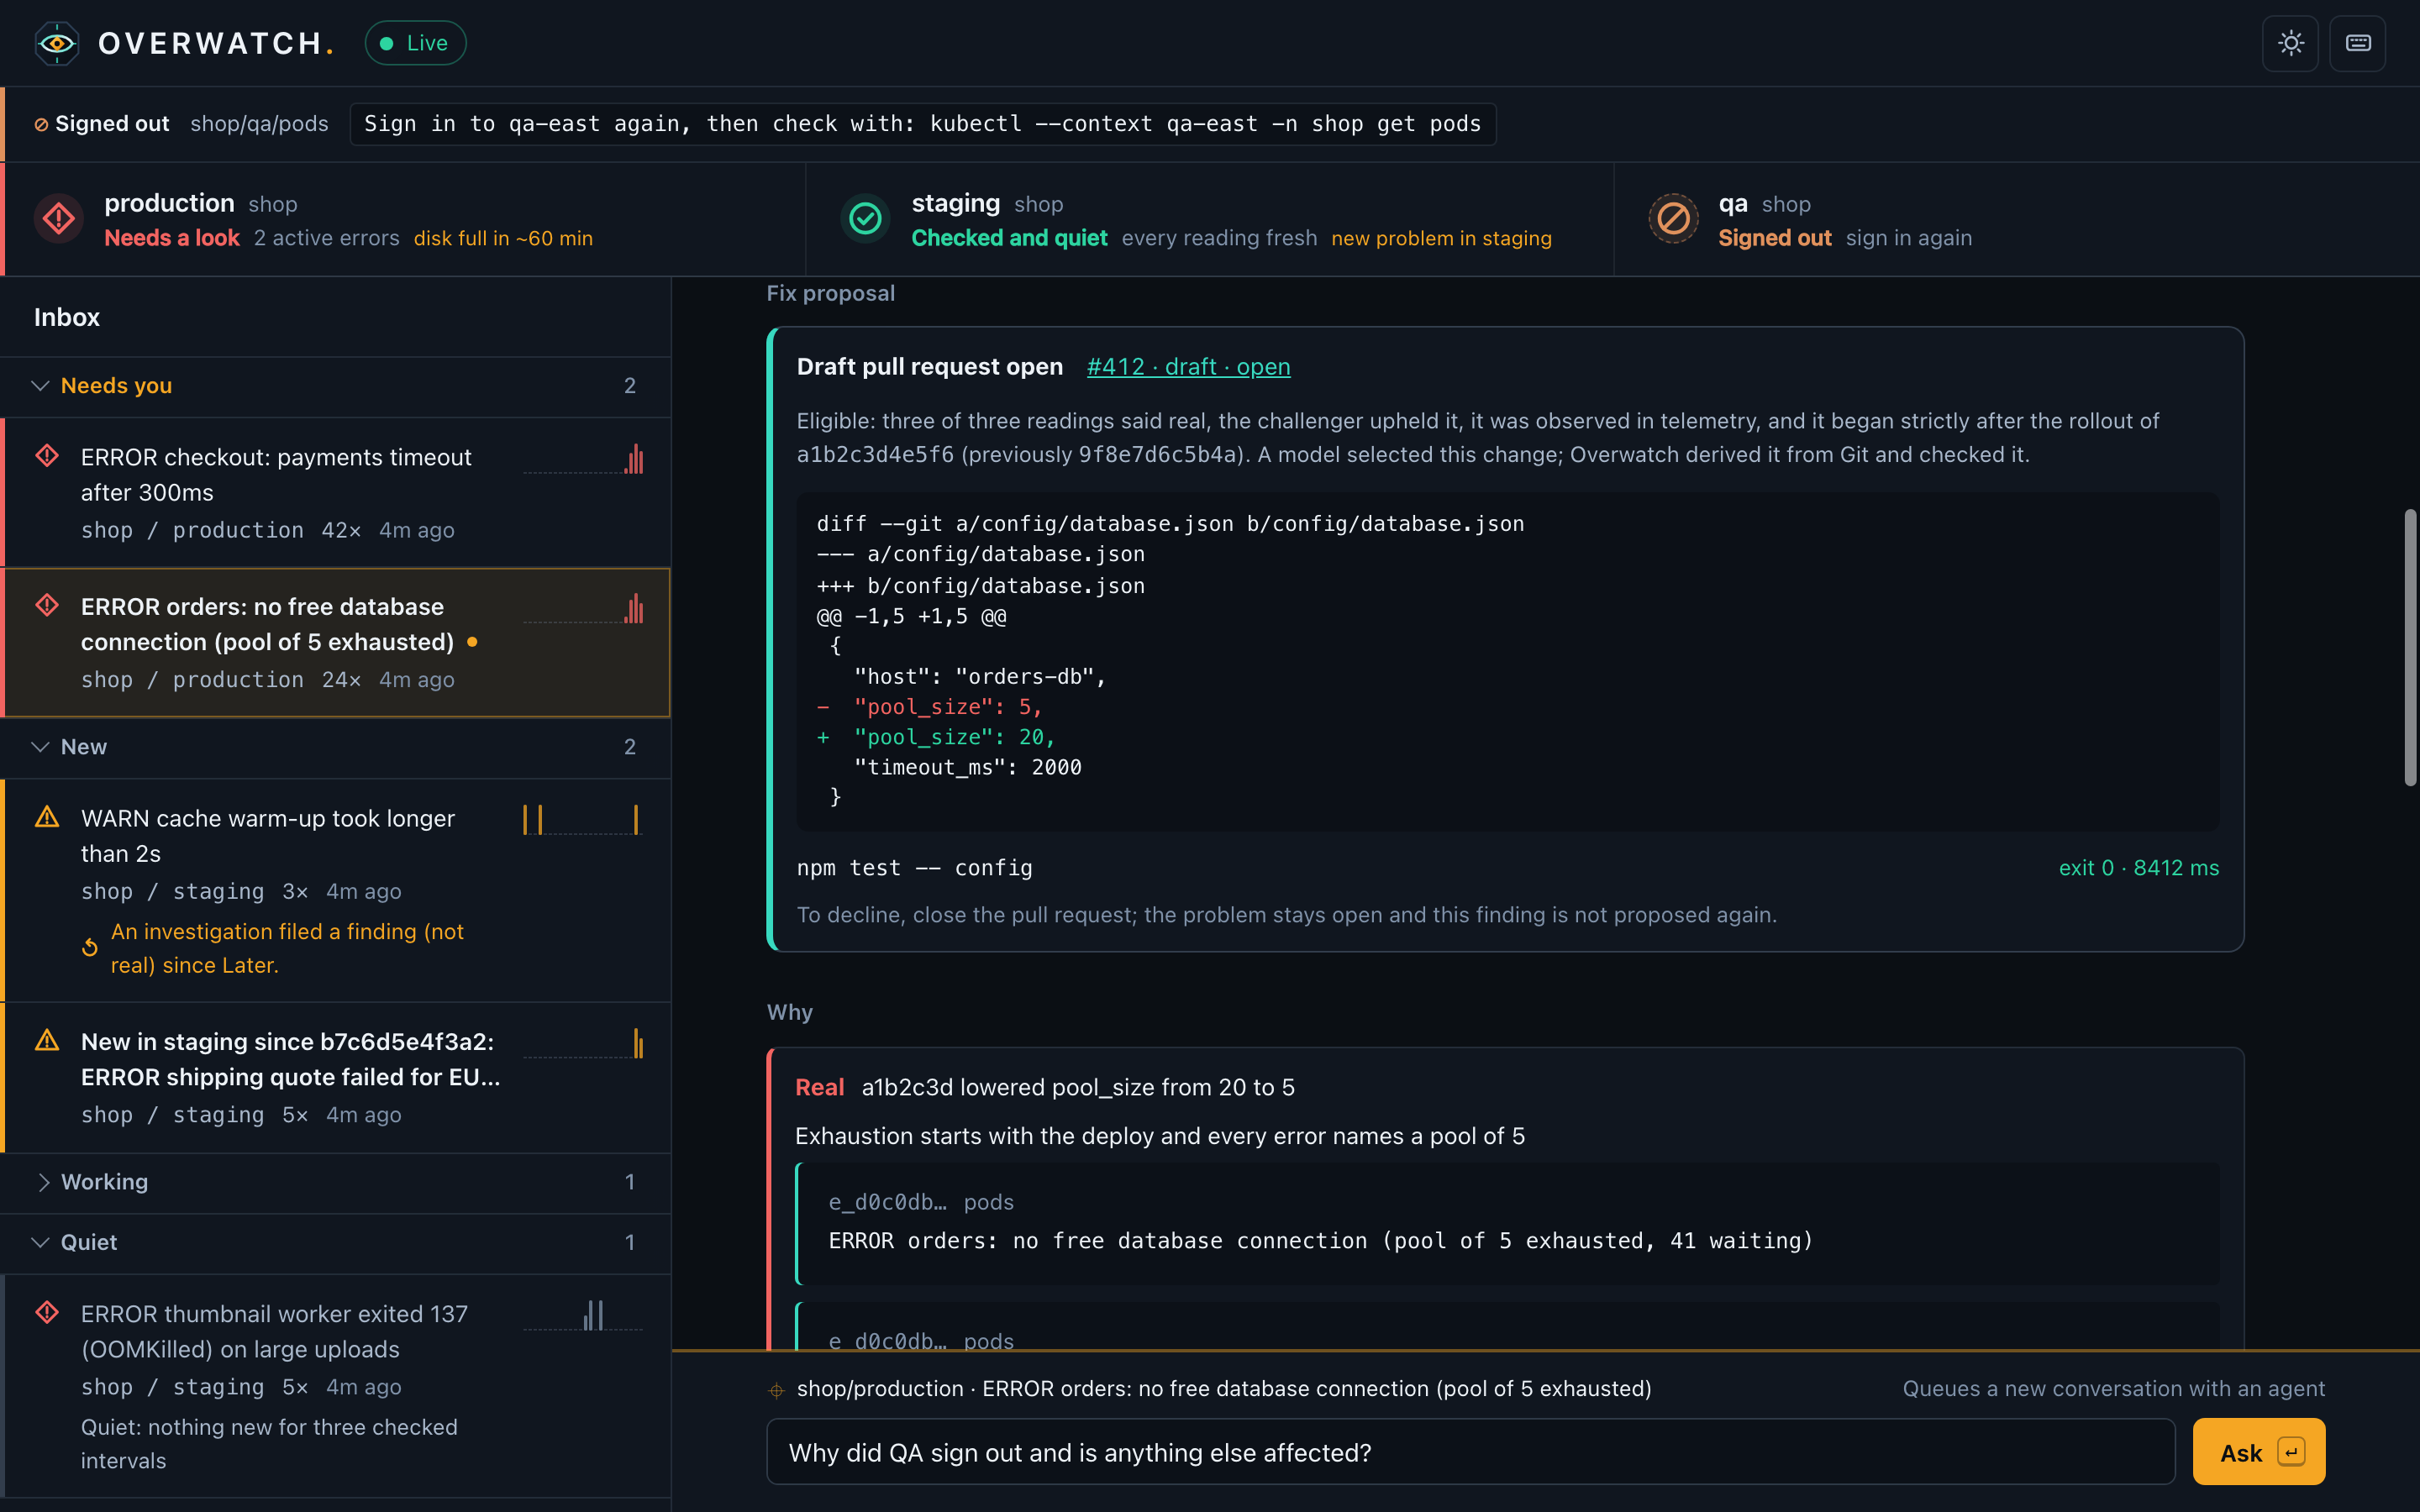 OVERWATCH.
Live
Signed out shop/qa/pods Sign in to qa-east again, then check with: kubectl --context qa-east -n shop get pods
production shop
Needs a look 2 active errors disk full in ~60 min
staging shop
Checked and quiet every reading fresh new problem in staging
qa shop
Signed out sign in again
Inbox
Needs you 2
ERROR checkout: payments timeout
after 300ms
shop / production 42× 4m ago
ERROR orders: no free database
connection (pool of 5 exhausted)
shop / production 24× 4m ago
New 2
WARN cache warm-up took longer
than 2s
shop / staging 3× 4m ago
An investigation filed a finding (not
real) since Later.
New in staging since b7c6d5e4f3a2:
ERROR shipping quote failed for EU...
shop / staging 5× 4m ago
Working 1
Quiet 1
ERROR thumbnail worker exited 137
(OOMKilled) on large uploads
shop / staging 5× 4m ago
Quiet: nothing new for three checked
intervals
Fix proposal
Draft pull request open #412 · draft · open
Eligible: three of three readings said real, the challenger upheld it, it was observed in telemetry, and it began strictly after the rollout of
a1b2c3d4e5f6 (previously 9f8e7d6c5b4a). A model selected this change; Overwatch derived it from Git and checked it.
diff --git a/config/database.json b/config/database.json
--- a/config/database.json
+++ b/config/database.json
@@ -1,5 +1,5 @@
{
"host": "orders-db",
- "pool_size": 5,
+ "pool_size": 20,
"timeout_ms": 2000
}
npm test -- config exit 0 · 8412 ms
To decline, close the pull request; the problem stays open and this finding is not proposed again.
Why
Real a1b2c3d lowered pool_size from 20 to 5
Exhaustion starts with the deploy and every error names a pool of 5
e_d0c0db… pods
ERROR orders: no free database connection (pool of 5 exhausted, 41 waiting)
e_d0c0db… pods
shop/production · ERROR orders: no free database connection (pool of 5 exhausted) Queues a new conversation with an agent
Why did QA sign out and is anything else affected?
Ask ↵